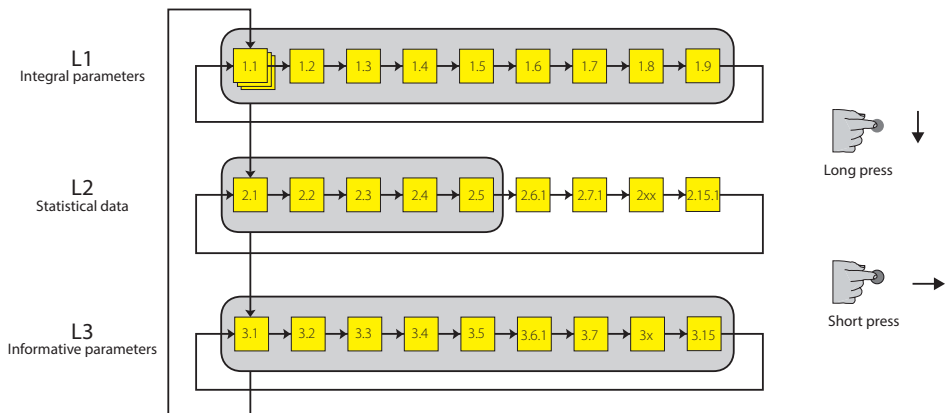 L1
Integral parameters
1.1 1.2 1.3 1.4 1.5 1.6 1.7 1.8 1.9
Long press
L2
Statistical data
2.1 2.2 2.3 2.4 2.5 2.6.1 2.7.1 2xx 2.15.1
Short press
L3
Informative parameters
3.1 3.2 3.3 3.4 3.5 3.6.1 3.7 3x 3.15